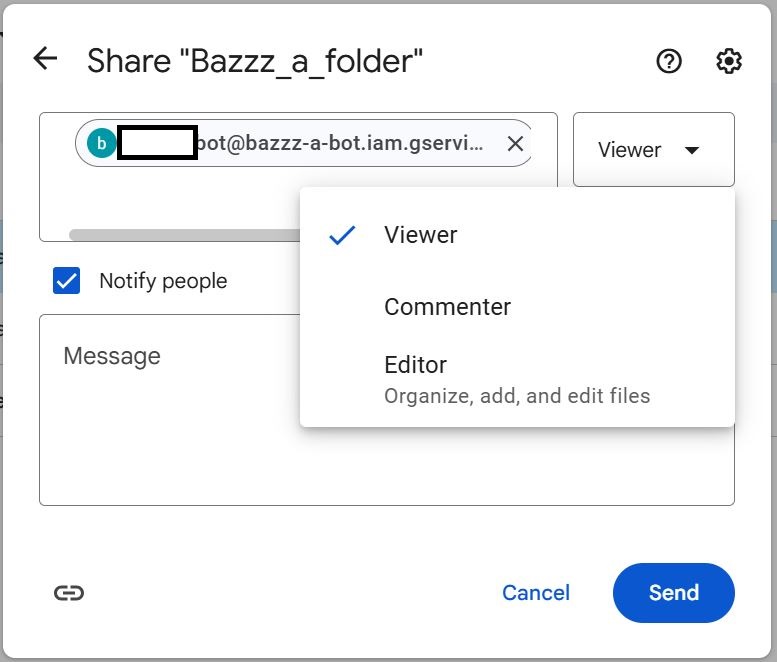 Share "Bazzz_a_folder"
b bot@bazzz-a-bot.iam.gservi...
Viewer
Viewer
Notify people
Commenter
Message
Editor
Organize, add, and edit files
Cancel
Send